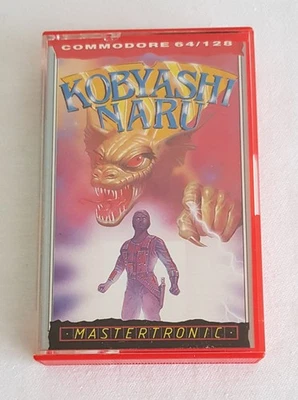 COMMODORE 64/128
KOBYASHI
NARU
·MASTERTRONIC·